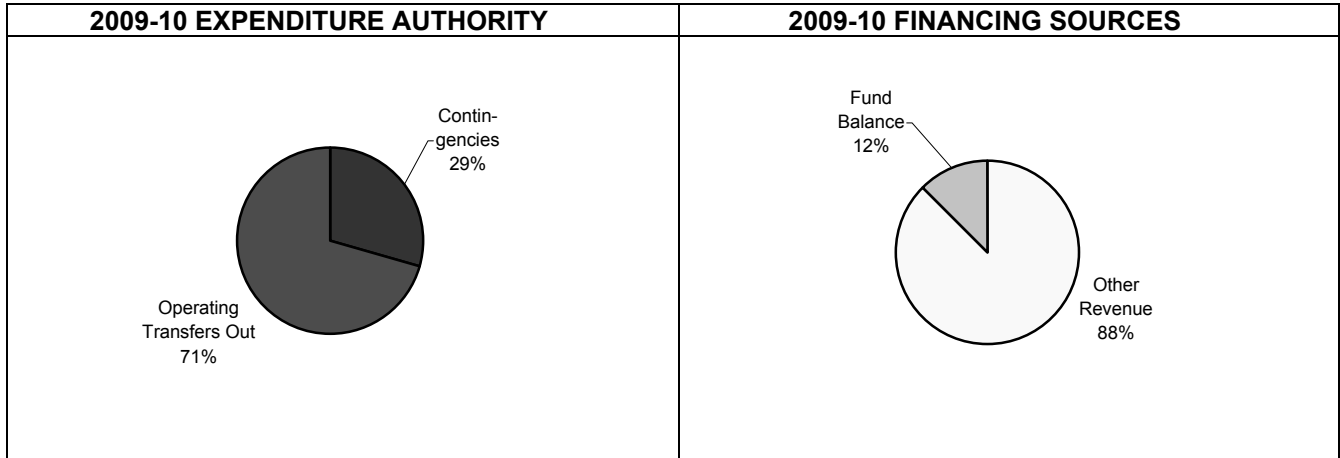 2009-10 EXPENDITURE AUTHORITY
Contin-
gencies
29%
Operating
Transfers Out
71%
2009-10 FINANCING SOURCES
Fund
Balance
12%
Other
Revenue
88%